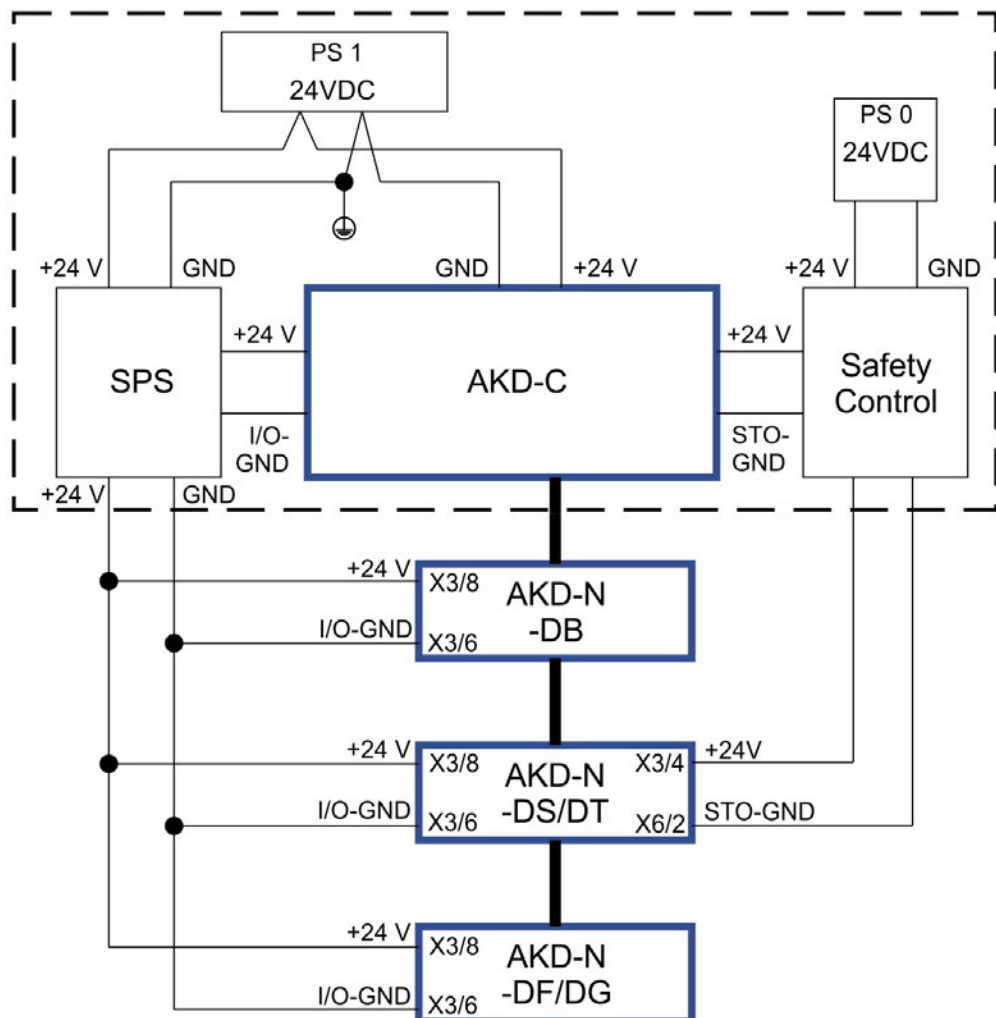 PS 1
24VDC
PS 0
24VDC
+24 V
GND
GND
+24 V
+24 V
GND
SPS
+24 V
I/O-
GND
AKD-C
+24 V
STO-
GND
Safety
Control
+24 V
GND
+24 V
X3/8
I/O-GND
X3/6
AKD-N
-DB
+24 V
X3/8
I/O-GND
X3/6
AKD-N
-DS/DT
X3/4
+24V
X6/2
STO-GND
+24 V
X3/8
I/O-GND
X3/6
AKD-N
-DF/DG